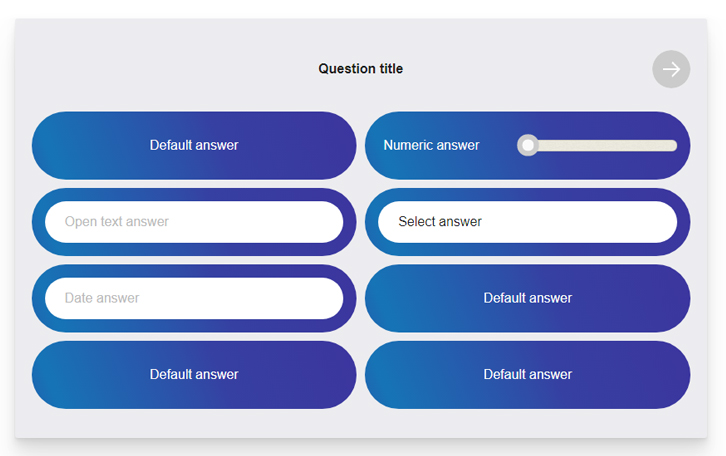 Question title
Default answer
Numeric answer
Open text answer
Select answer
Date answer
Default answer
Default answer
Default answer